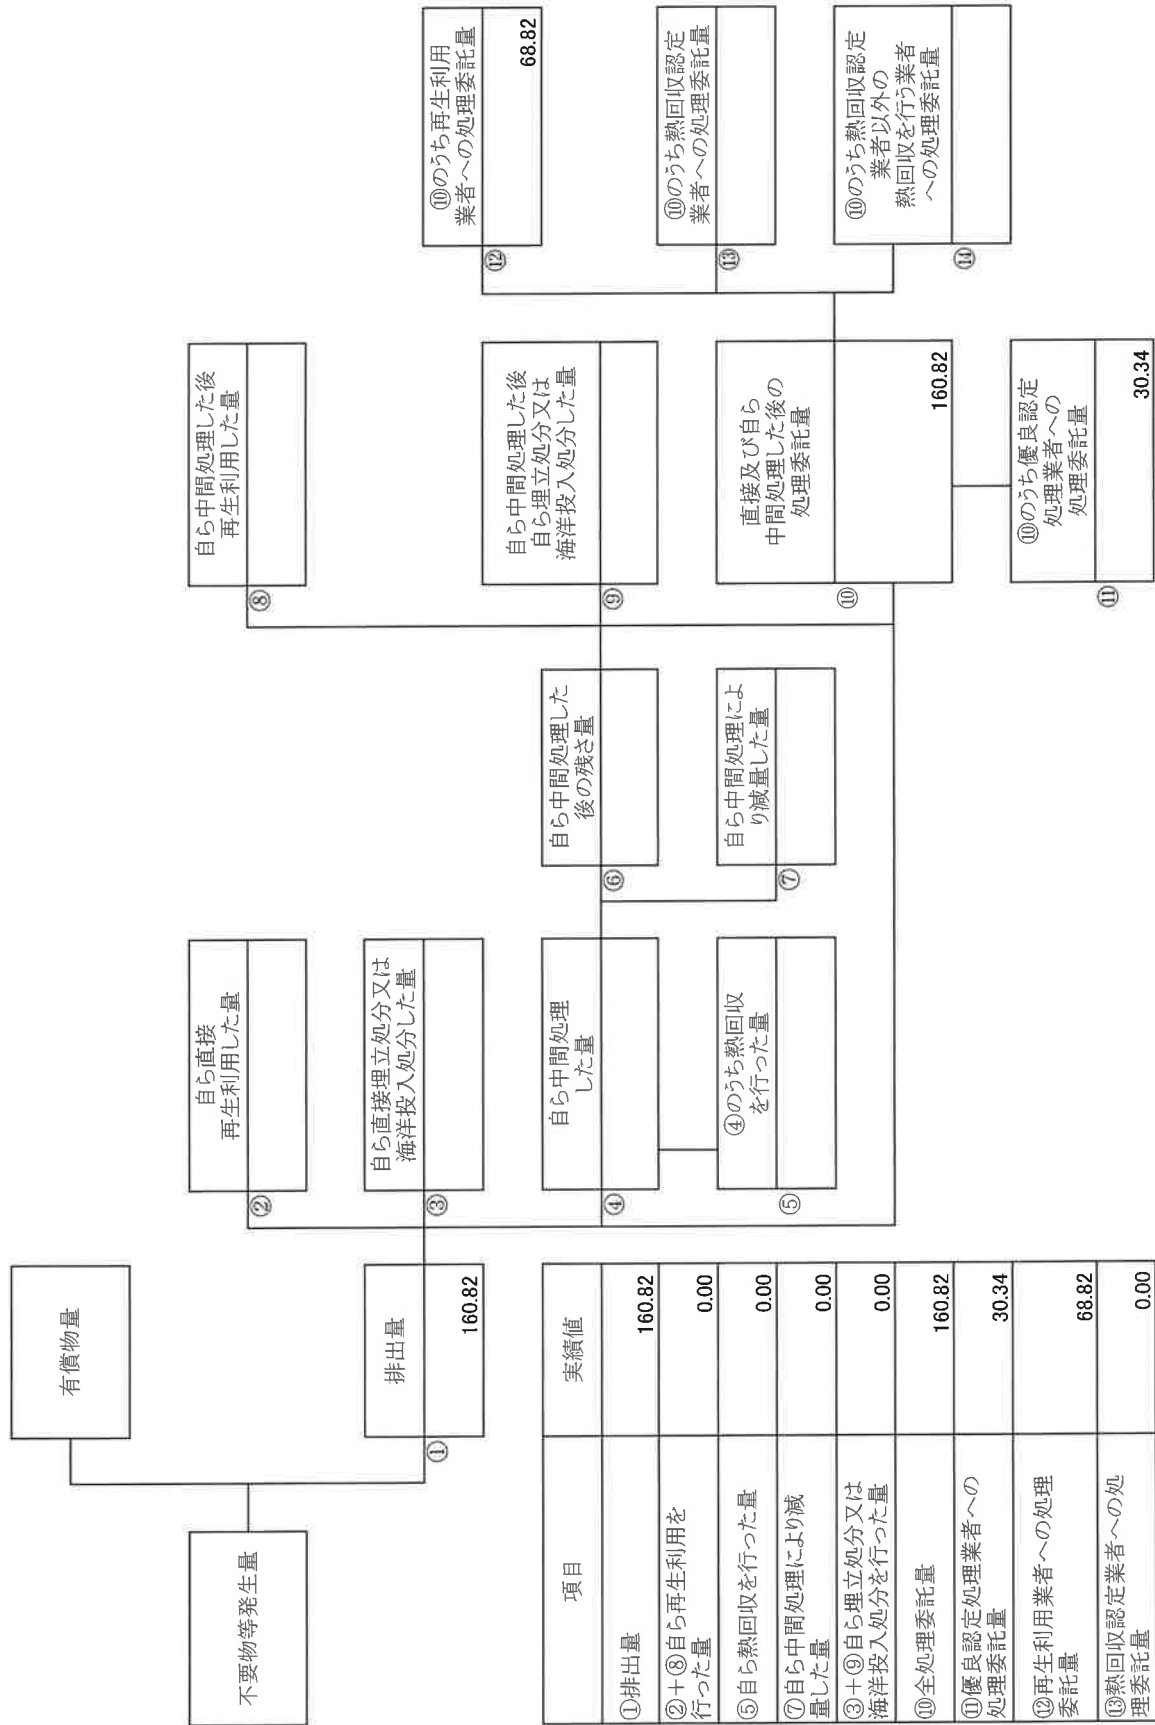 不要物等発生量
有償物量
①
排出量
160.82
②
自ら直接
再生利用した量
③
自ら直接埋立処分又は
海洋投入処分した量
④
自ら中間処理
した量
⑤
④のうち熱回収
を行った量
⑥
自ら中間処理した
後の残さ量
⑦
自ら中間処理によ
り減量した量
⑧
自ら中間処理した後
再生利用した量
⑨
自ら中間処理した後
自ら埋立処分又は
海洋投入処分した量
⑩
直接及び自ら
中間処理した後の
処理委託量
160.82
⑪
⑩のうち優良認定
処理業者への
処理委託量
30.34
⑫
⑩のうち再生利用
業者への処理委託量
68.82
⑬
⑩のうち熱回収認定
業者への処理委託量
⑭
⑩のうち熱回収認定
業者以外の
熱回収を行う業者
への処理委託量
項目 実績値
①排出量 160.82
②+⑧自ら再生利用を
行った量 0.00
⑤自ら熱回収を行った量 0.00
⑦自ら中間処理により減
量した量 0.00
③+⑨自ら埋立処分又は
海洋投入処分を行った量 0.00
⑩全処理委託量 160.82
⑪優良認定処理業者への
処理委託量 30.34
⑫再生利用業者への処理
委託量 68.82
⑬熱回収認定業者への処
理委託量 0.00